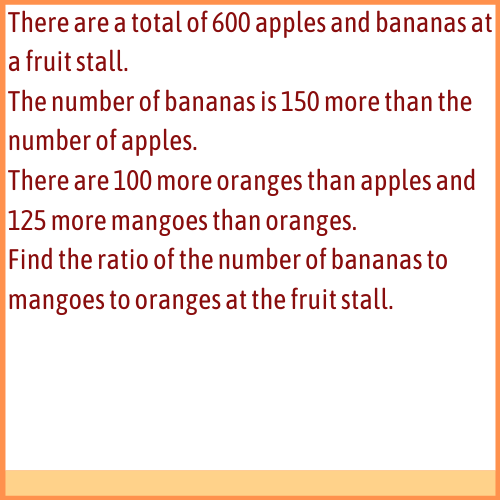 There are a total of 600 apples and bananas at
a fruit stall.
The number of bananas is 150 more than the
number of apples.
There are 100 more oranges than apples and
125 more mangoes than oranges.
Find the ratio of the number of bananas to
mangoes to oranges at the fruit stall.